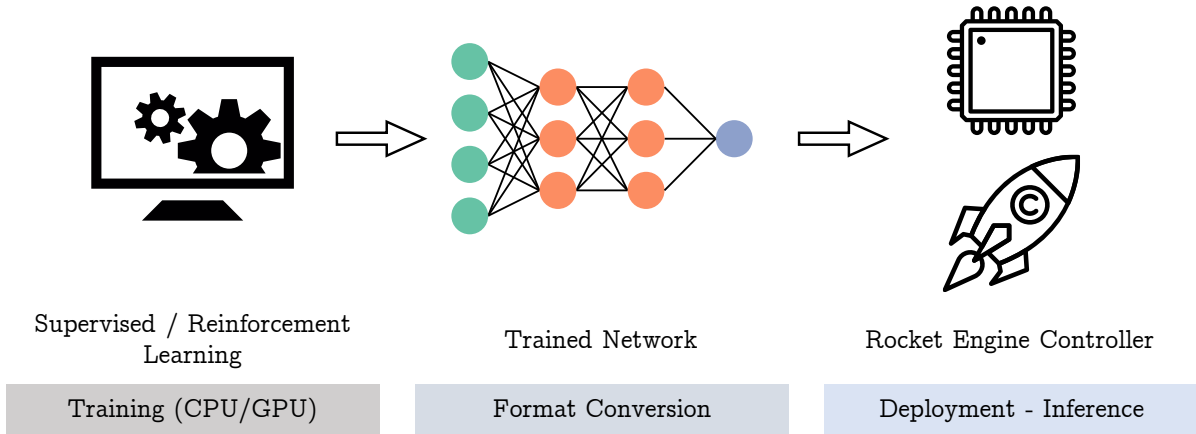 ©
Supervised / Reinforcement
Learning
Trained Network
Rocket Engine Controller
Training (CPU/GPU)
Format Conversion
Deployment - Inference